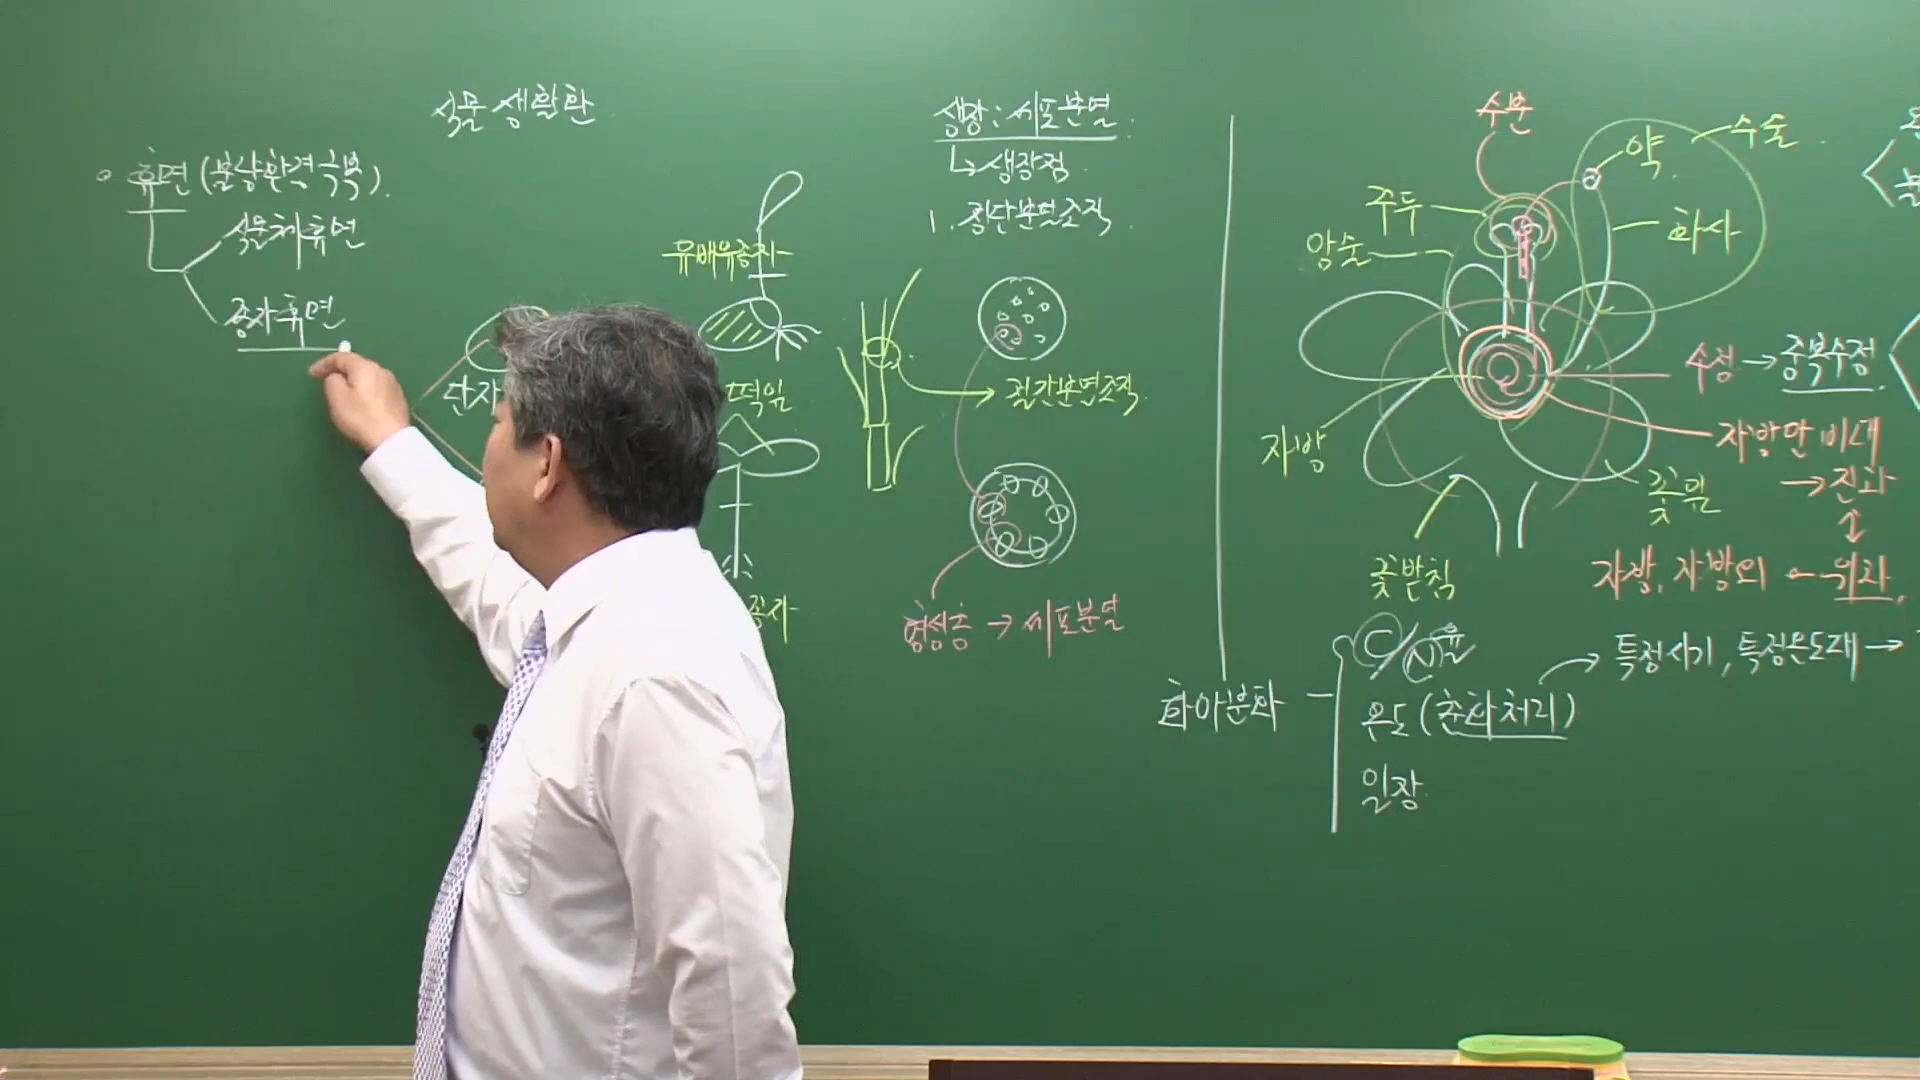 식물 생활환
휴면 (불량환경극복).
식물체 휴면
종자 휴면
유배유종자
단자
떡잎
종자
생장 : 세포분열
↳ 생장점
1. 정단분열조직
→ 절간분열조직
형성층 → 세포분열
수분
약
수술
주두
암술
화사
수정 → 중복수정
자방
자방만 비대
→ 진과
↕
꽃잎
꽃받침
자방, 자방외 위과
C/N율
특정시기, 특정온도대 →
화아분화
온도 (춘화처리)
일장